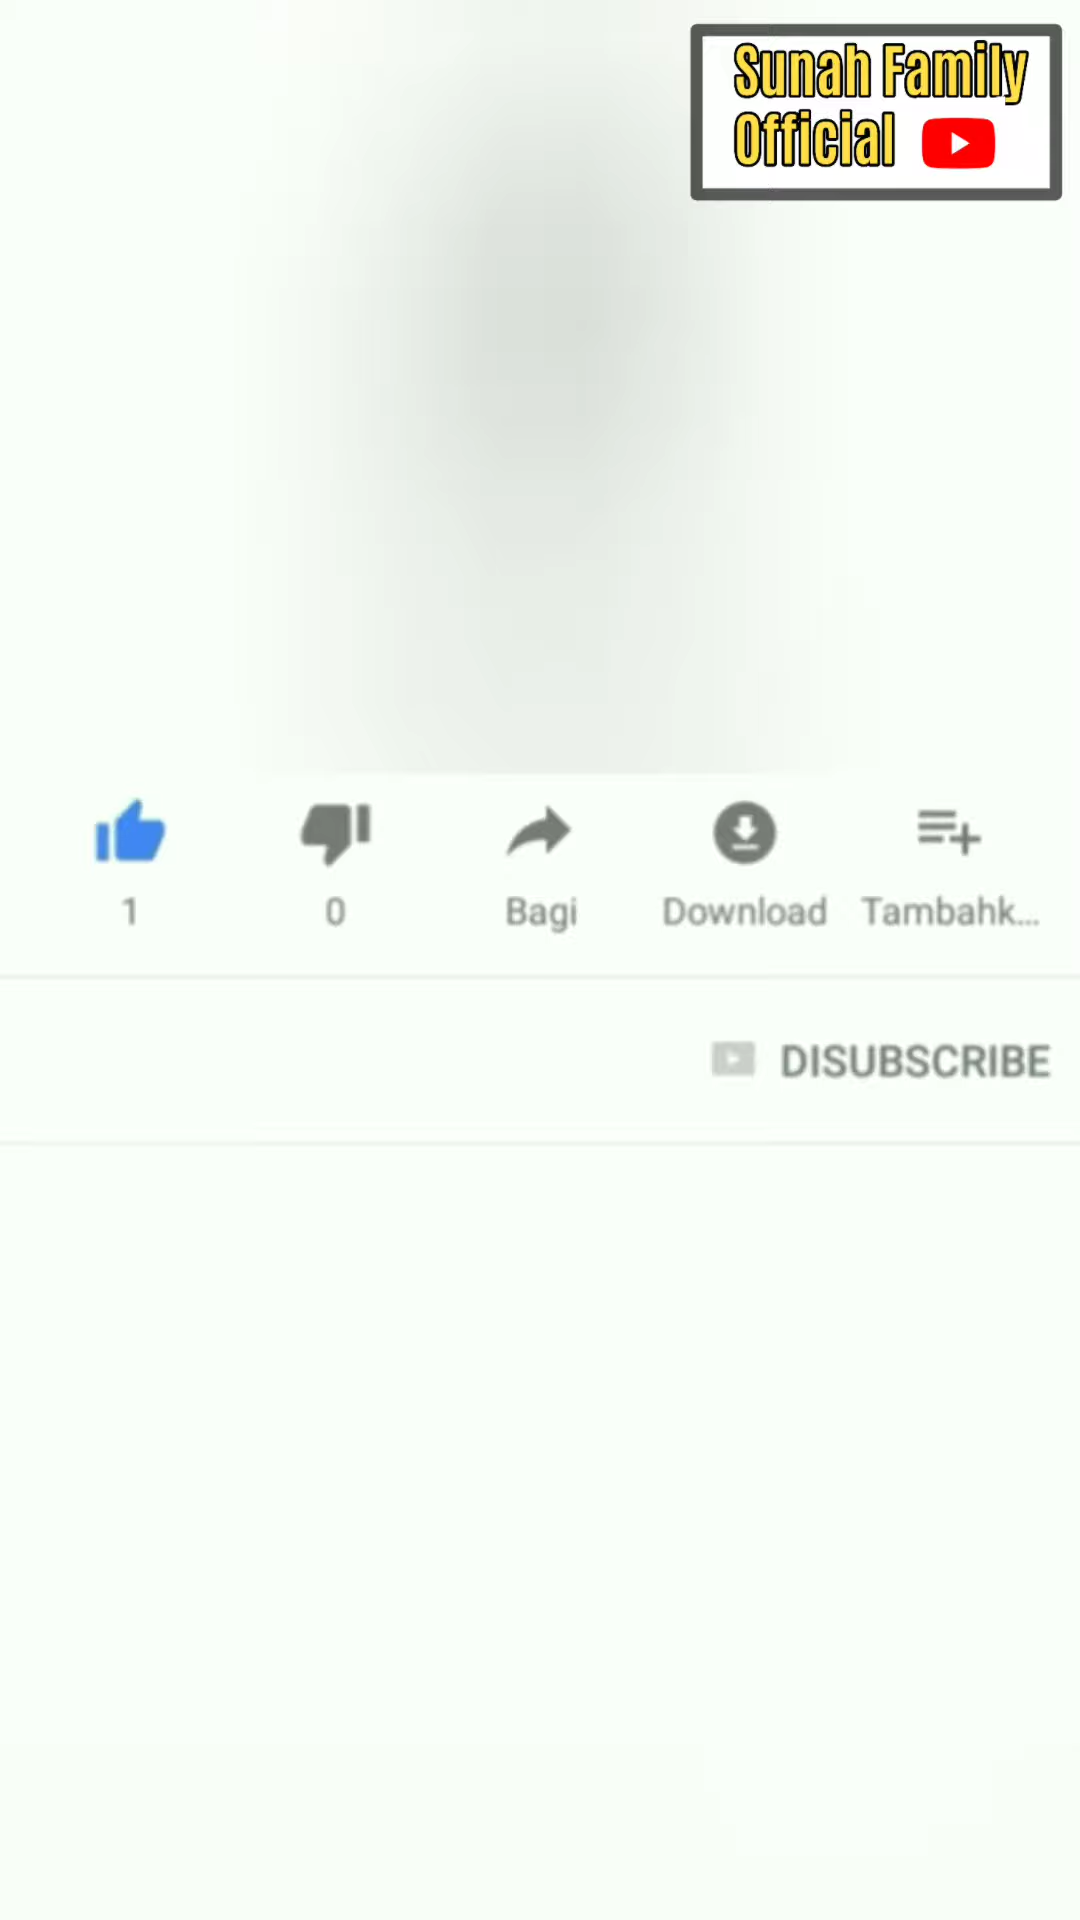 Sunah Family
Official
1
0
Bagi
Download
Tambahk...
DISUBSCRIBE